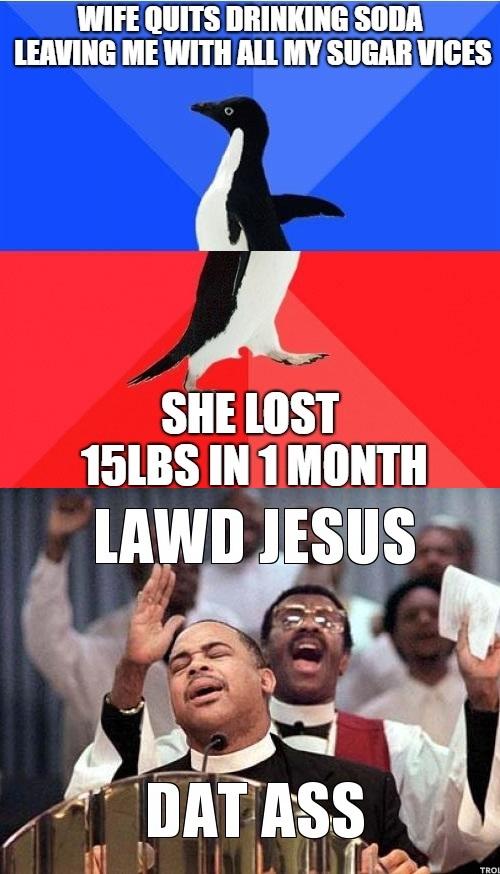 WIFE QUITS DRINKING SODA
LEAVING ME WITH ALL MY SUGAR VICES
SHE LOST
15LBS IN 1 MONTH
LAWD JESUS
DAT ASS